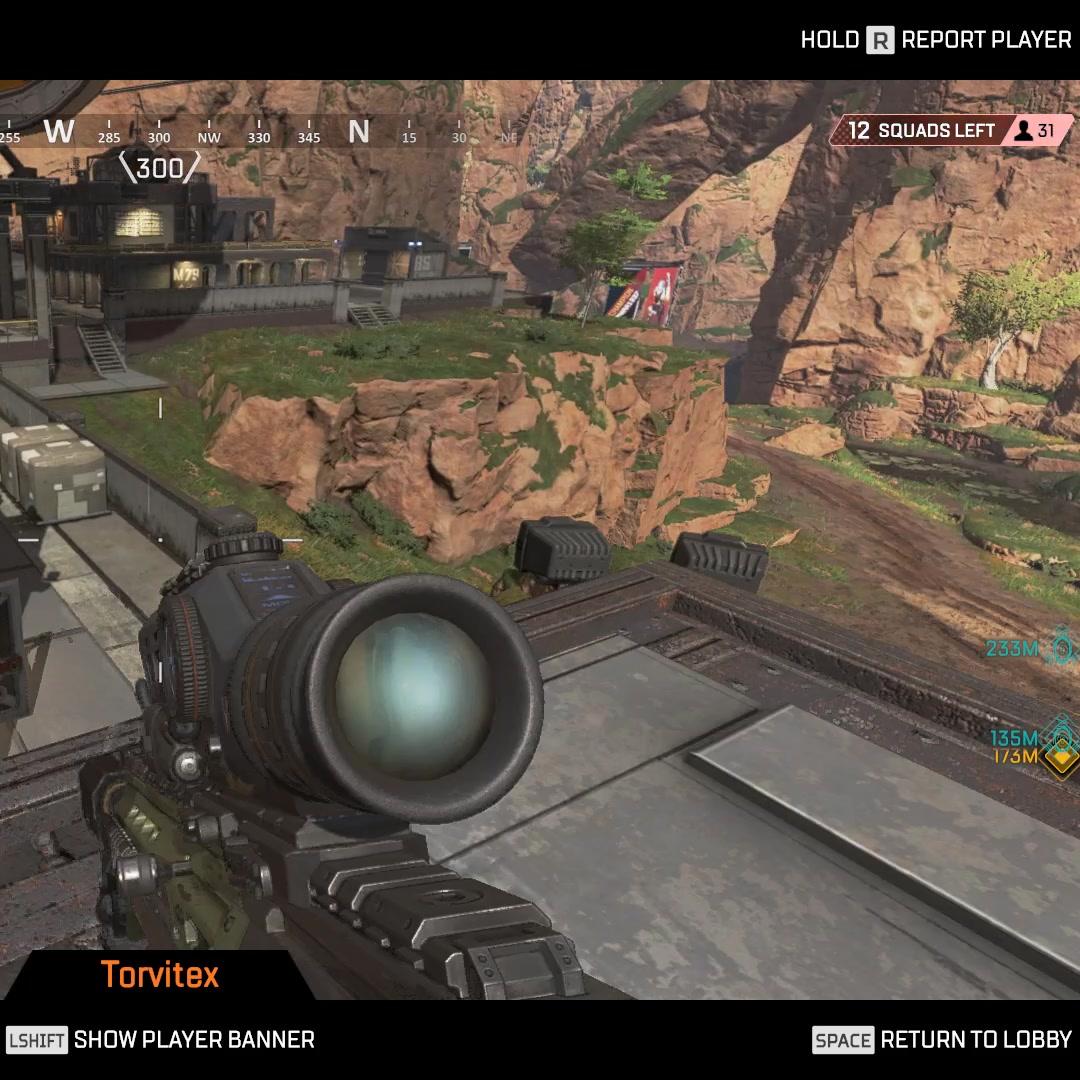 HOLD R REPORT PLAYER
255 W 285 300 NW 330 345 N 15 30 NE
300
12 SQUADS LEFT 31
M79
85
233M
135M
173M
Torvitex
LSHIFT SHOW PLAYER BANNER
SPACE RETURN TO LOBBY